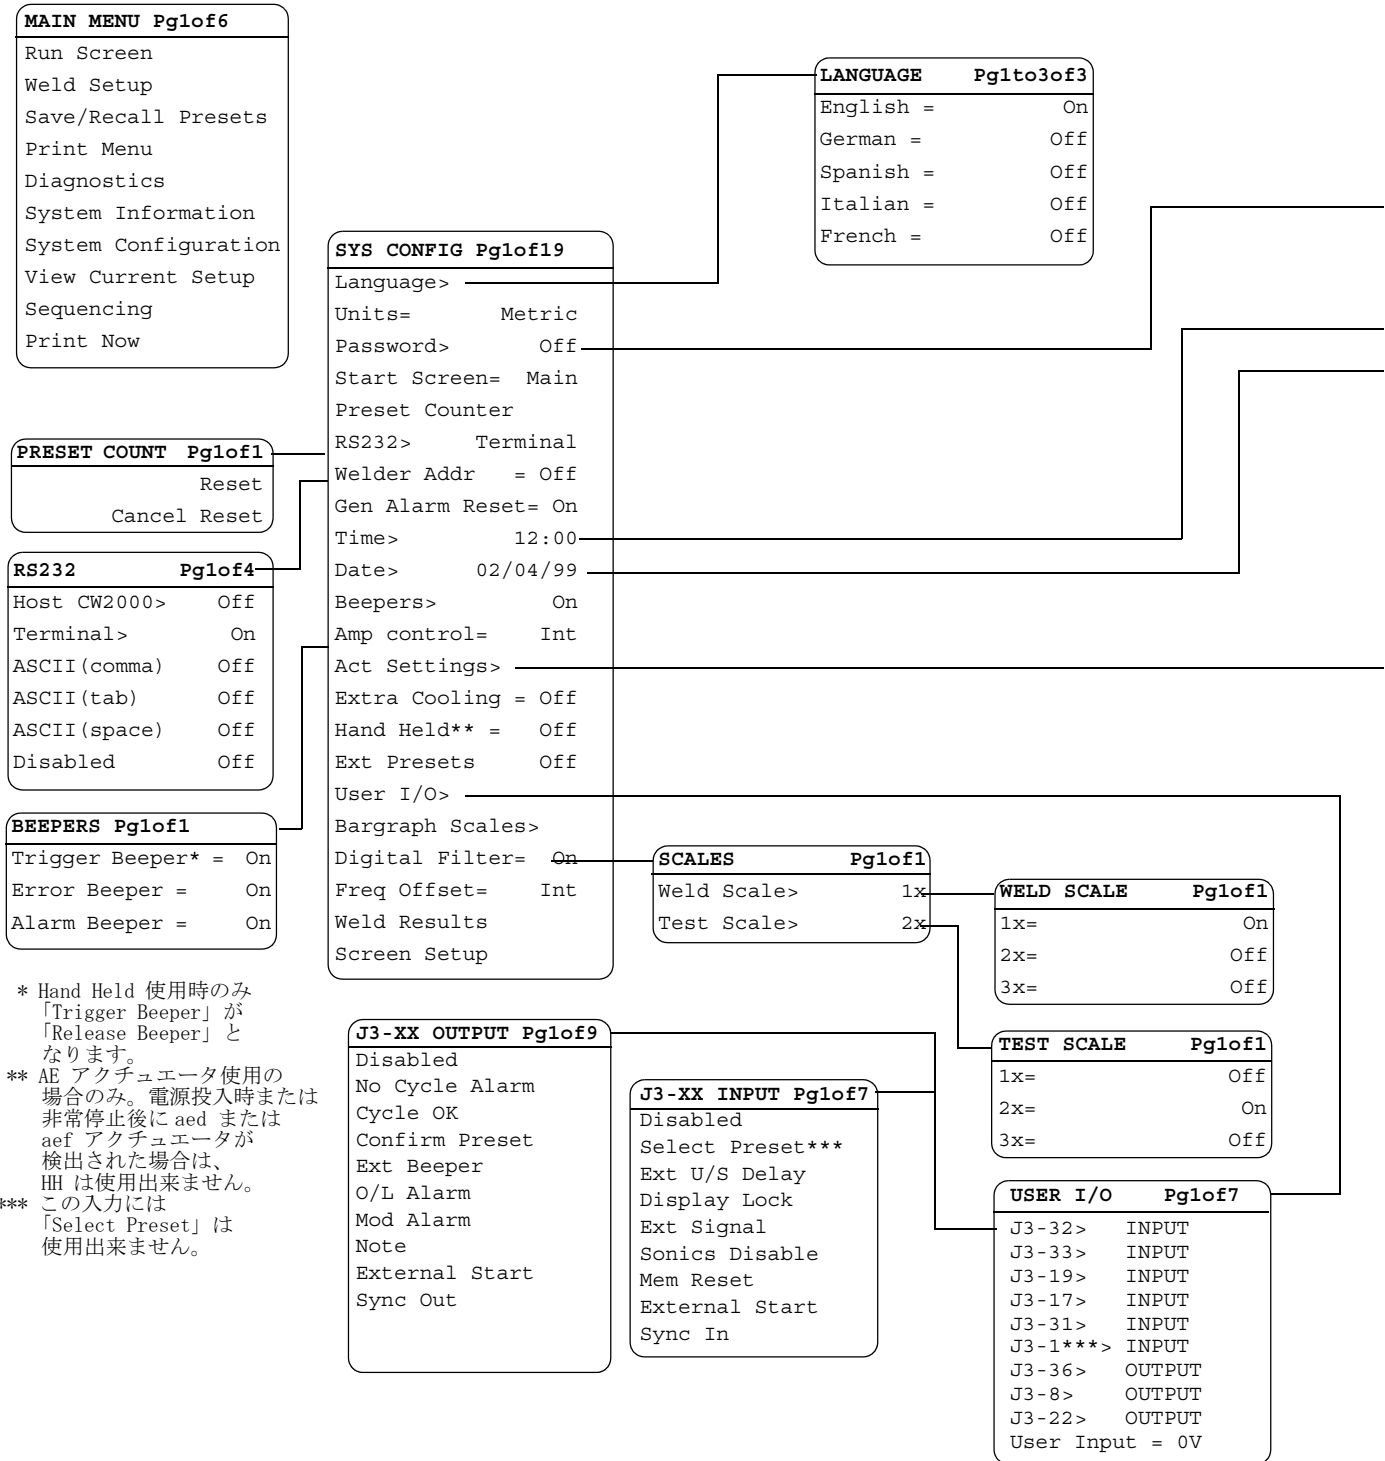 MAIN MENU Pg1of6
Run Screen
Weld Setup
Save/Recall Presets
Print Menu
Diagnostics
System Information
System Configuration
View Current Setup
Sequencing
Print Now
PRESET COUNT Pg1of1
Reset
Cancel Reset
RS232 Pg1of4
Host CW2000> Off
Terminal> On
ASCII(comma) Off
ASCII(tab) Off
ASCII(space) Off
Disabled Off
BEEPERS Pg1of1
Trigger Beeper* = On
Error Beeper = On
Alarm Beeper = On
* Hand Held 使用時のみ
「Trigger Beeper」が
「Release Beeper」と
なります。
** AE アクチュエータ使用の
場合のみ。電源投入時または
非常停止後に aed または
aef アクチュエータが
検出された場合は、
HH は使用出来ません。
*** この入力には
「Select Preset」は
使用出来ません。
SYS CONFIG Pg1of19
Language>
Units= Metric
Password> Off
Start Screen= Main
Preset Counter
RS232> Terminal
Welder Addr = Off
Gen Alarm Reset= On
Time> 12:00
Date> 02/04/99
Beepers> On
Amp control= Int
Act Settings>
Extra Cooling = Off
Hand Held** = Off
Ext Presets Off
User I/O>
Bargraph Scales>
Digital Filter= On
Freq Offset= Int
Weld Results
Screen Setup
LANGUAGE Pg1to3of3
English = On
German = Off
Spanish = Off
Italian = Off
French = Off
SCALES Pg1of1
Weld Scale> 1x
Test Scale> 2x
WELD SCALE Pg1of1
1x= On
2x= Off
3x= Off
TEST SCALE Pg1of1
1x= Off
2x= On
3x= Off
J3-XX OUTPUT Pg1of9
Disabled
No Cycle Alarm
Cycle OK
Confirm Preset
Ext Beeper
O/L Alarm
Mod Alarm
Note
External Start
Sync Out
J3-XX INPUT Pg1of7
Disabled
Select Preset***
Ext U/S Delay
Display Lock
Ext Signal
Sonics Disable
Mem Reset
External Start
Sync In
USER I/O Pg1of7
J3-32> INPUT
J3-33> INPUT
J3-19> INPUT
J3-17> INPUT
J3-31> INPUT
J3-1***> INPUT
J3-36> OUTPUT
J3-8> OUTPUT
J3-22> OUTPUT
User Input = 0V